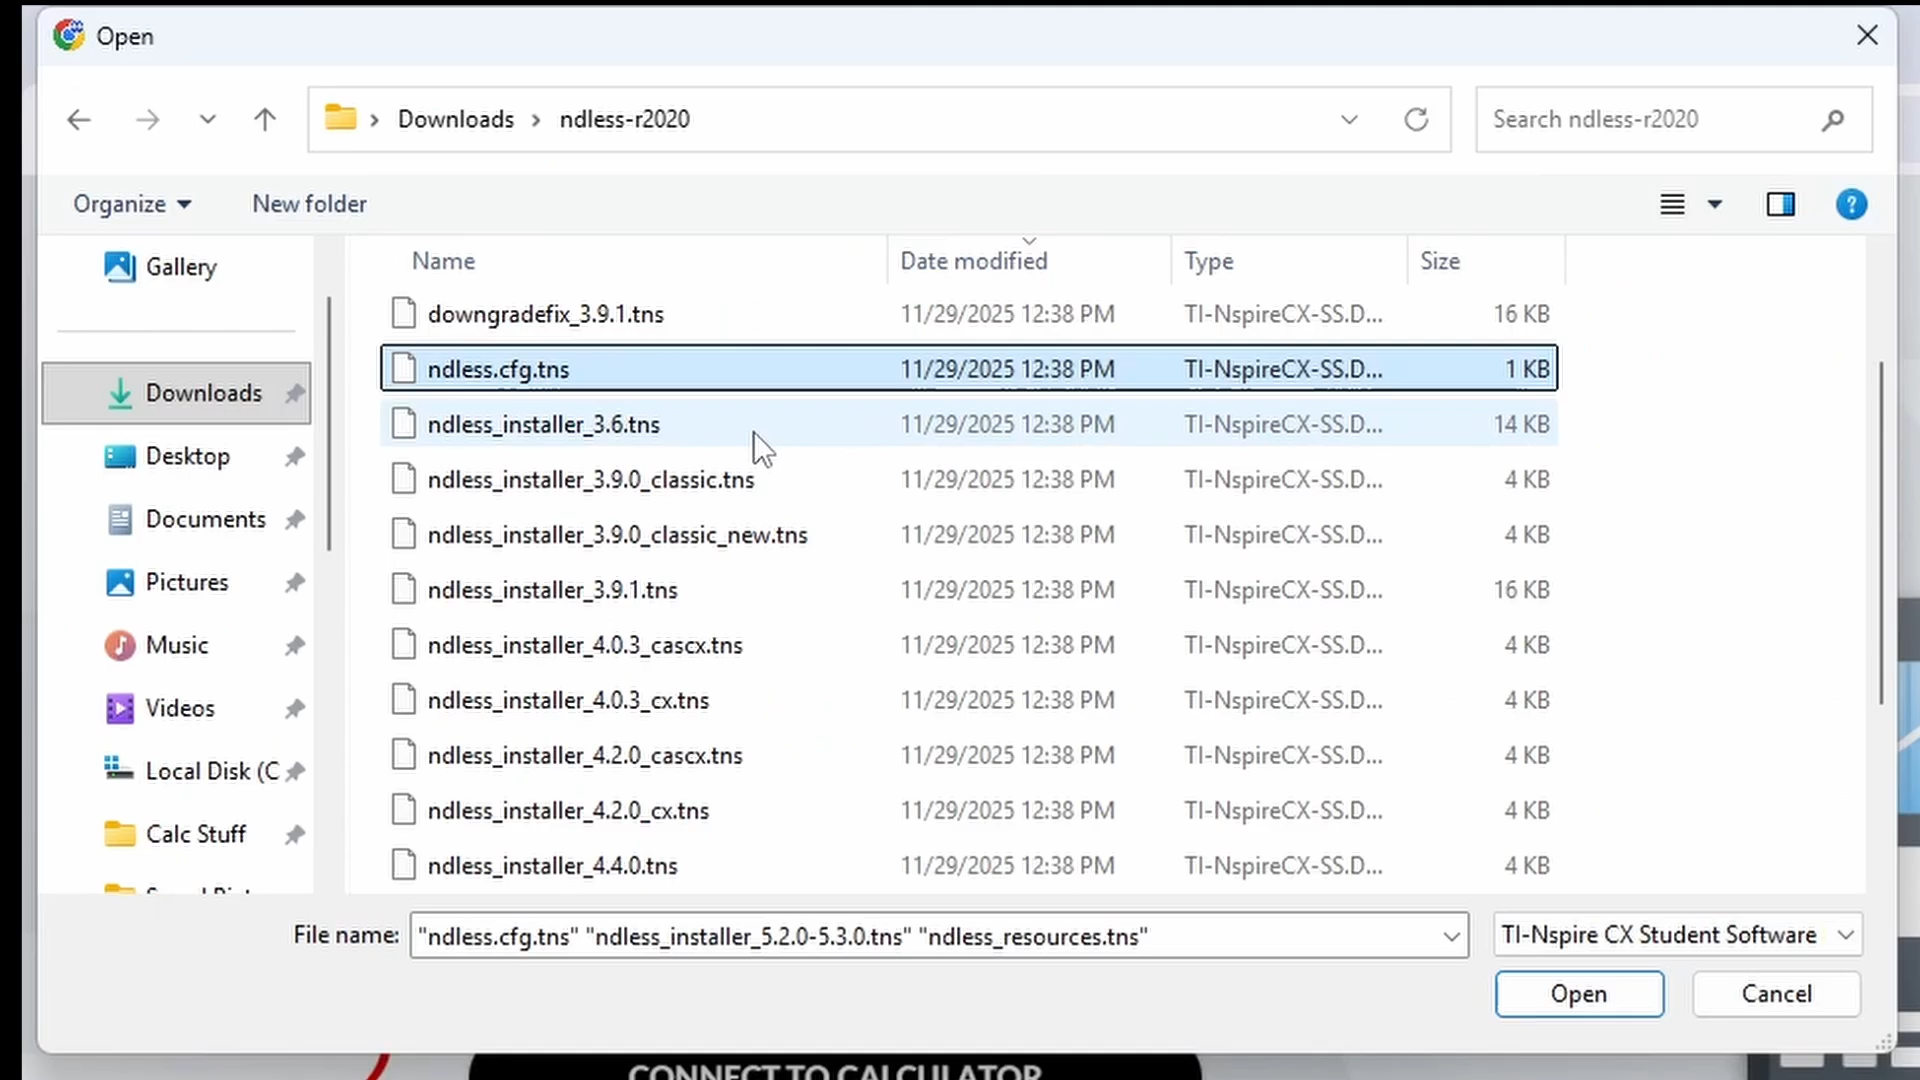 Open
Downloads
ndless-r2020
Search ndless-r2020
Organize
New folder
Gallery
Downloads
Desktop
Documents
Pictures
Music
Videos
Local Disk (C
Calc Stuff
Name Date modified Type Size
downgradefix_3.9.1.tns 11/29/2025 12:38 PM TI-NspireCX-SS.D... 16 KB
ndless.cfg.tns 11/29/2025 12:38 PM TI-NspireCX-SS.D... 1 KB
ndless_installer_3.6.tns 11/29/2025 12:38 PM TI-NspireCX-SS.D... 14 KB
ndless_installer_3.9.0_classic.tns 11/29/2025 12:38 PM TI-NspireCX-SS.D... 4 KB
ndless_installer_3.9.0_classic_new.tns 11/29/2025 12:38 PM TI-NspireCX-SS.D... 4 KB
ndless_installer_3.9.1.tns 11/29/2025 12:38 PM TI-NspireCX-SS.D... 16 KB
ndless_installer_4.0.3_cascx.tns 11/29/2025 12:38 PM TI-NspireCX-SS.D... 4 KB
ndless_installer_4.0.3_cx.tns 11/29/2025 12:38 PM TI-NspireCX-SS.D... 4 KB
ndless_installer_4.2.0_cascx.tns 11/29/2025 12:38 PM TI-NspireCX-SS.D... 4 KB
ndless_installer_4.2.0_cx.tns 11/29/2025 12:38 PM TI-NspireCX-SS.D... 4 KB
ndless_installer_4.4.0.tns 11/29/2025 12:38 PM TI-NspireCX-SS.D... 4 KB
File name: "ndless.cfg.tns" "ndless_installer_5.2.0-5.3.0.tns" "ndless_resources.tns"
TI-Nspire CX Student Software
Open
Cancel
CONNECT TO CALCULATOR